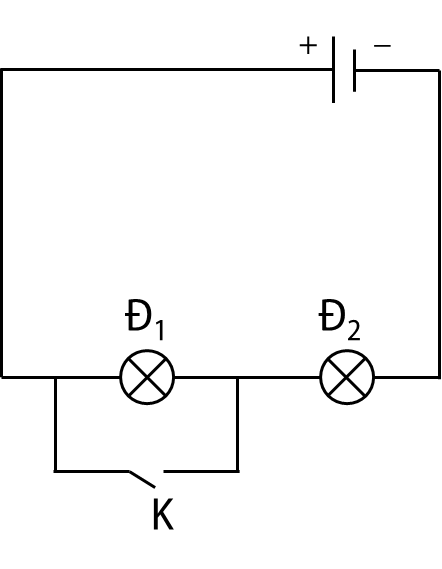 + −
Đ₁ Đ₂
K